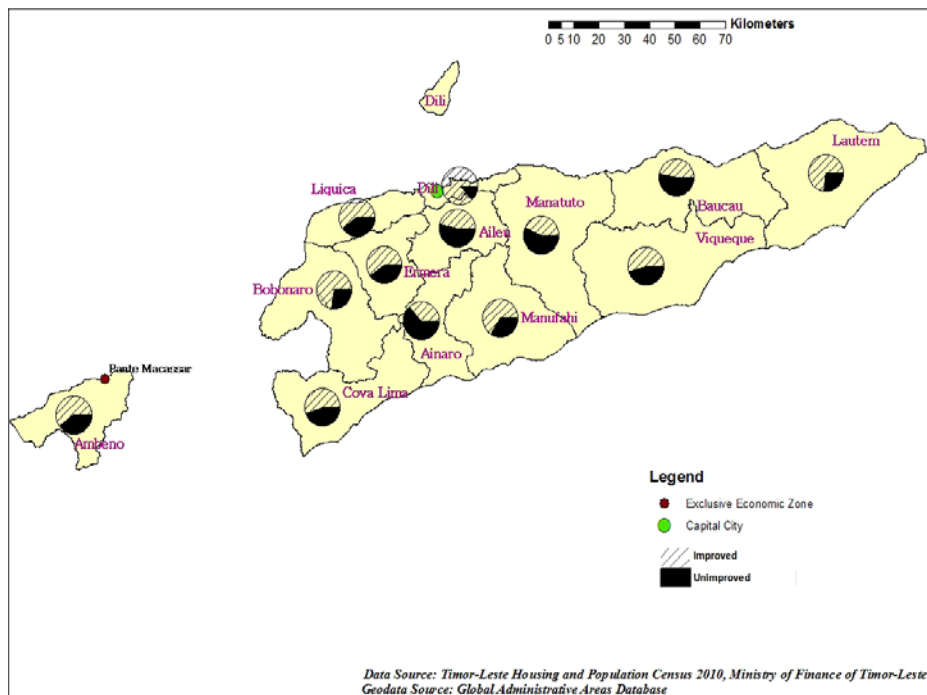 Kilometers
0 5 10 20 30 40 50 60 70
Dili
Lautem
Liquica
Dili
Manatuto
Baucau
Aileu
Viqueque
Ermera
Bobonaro
Manufahi
Ainaro
Pante Macassar
Cova Lima
Ambeno
Legend
Exclusive Economic Zone
Capital City
Improved
Unimproved
Data Source: Timor-Leste Housing and Population Census 2010, Ministry of Finance of Timor-Leste
Geodata Source: Global Administrative Areas Database